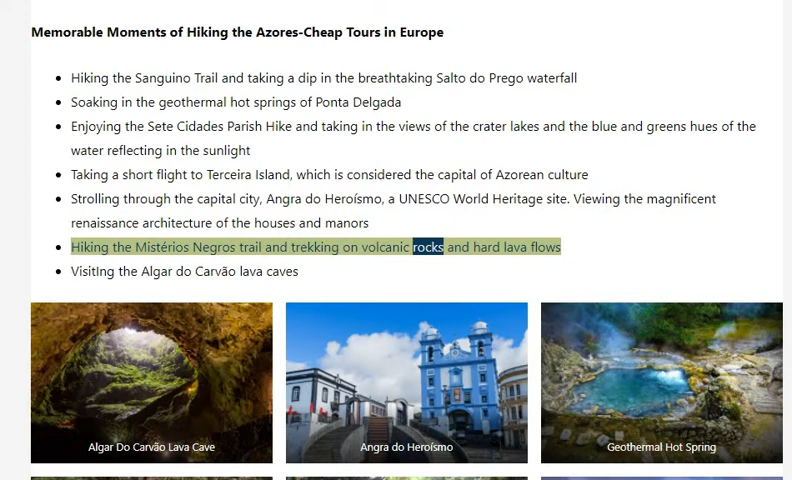 Memorable Moments of Hiking the Azores-Cheap Tours in Europe
Hiking the Sanguino Trail and taking a dip in the breathtaking Salto do Prego waterfall
Soaking in the geothermal hot springs of Ponta Delgada
Enjoying the Sete Cidades Parish Hike and taking in the views of the crater lakes and the blue and greens hues of the
water reflecting in the sunlight
Taking a short flight to Terceira Island, which is considered the capital of Azorean culture
Strolling through the capital city, Angra do Heroísmo, a UNESCO World Heritage site. Viewing the magnificent
renaissance architecture of the houses and manors
Hiking the Mistérios Negros trail and trekking on volcanic rocks and hard lava flows
VisitIng the Algar do Carvão lava caves
Algar Do Carvão Lava Cave
Angra do Heroísmo
Geothermal Hot Spring